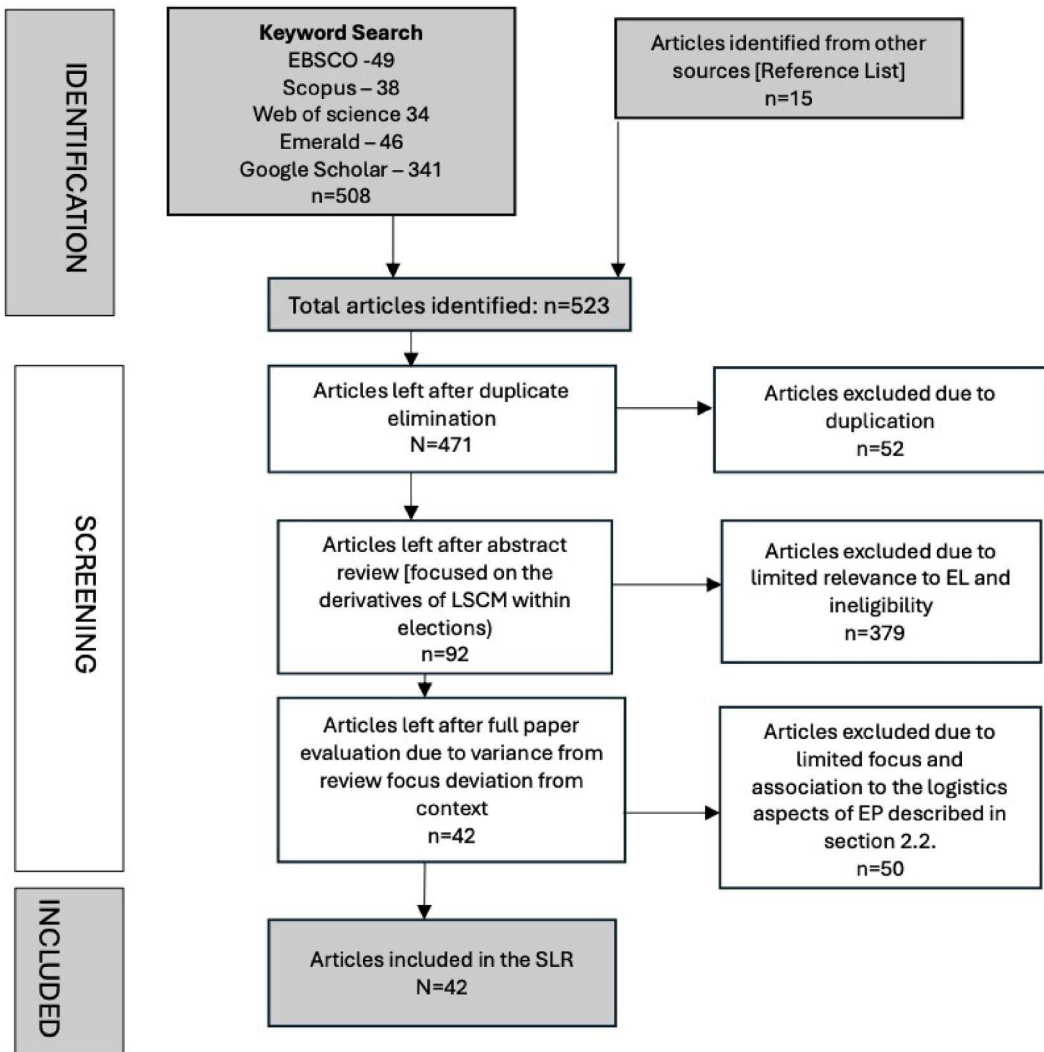 IDENTIFICATION
Keyword Search
EBSCO -49
Scopus – 38
Web of science 34
Emerald – 46
Google Scholar – 341
n=508
Articles identified from other
sources [Reference List]
n=15
Total articles identified: n=523
SCREENING
Articles left after duplicate
elimination
N=471
Articles excluded due to
duplication
n=52
Articles left after abstract
review [focused on the
derivatives of LSCM within
elections)
n=92
Articles excluded due to
limited relevance to EL and
ineligibility
n=379
Articles left after full paper
evaluation due to variance from
review focus deviation from
context
n=42
Articles excluded due to
limited focus and
association to the logistics
aspects of EP described in
section 2.2.
n=50
INCLUDED
Articles included in the SLR
N=42